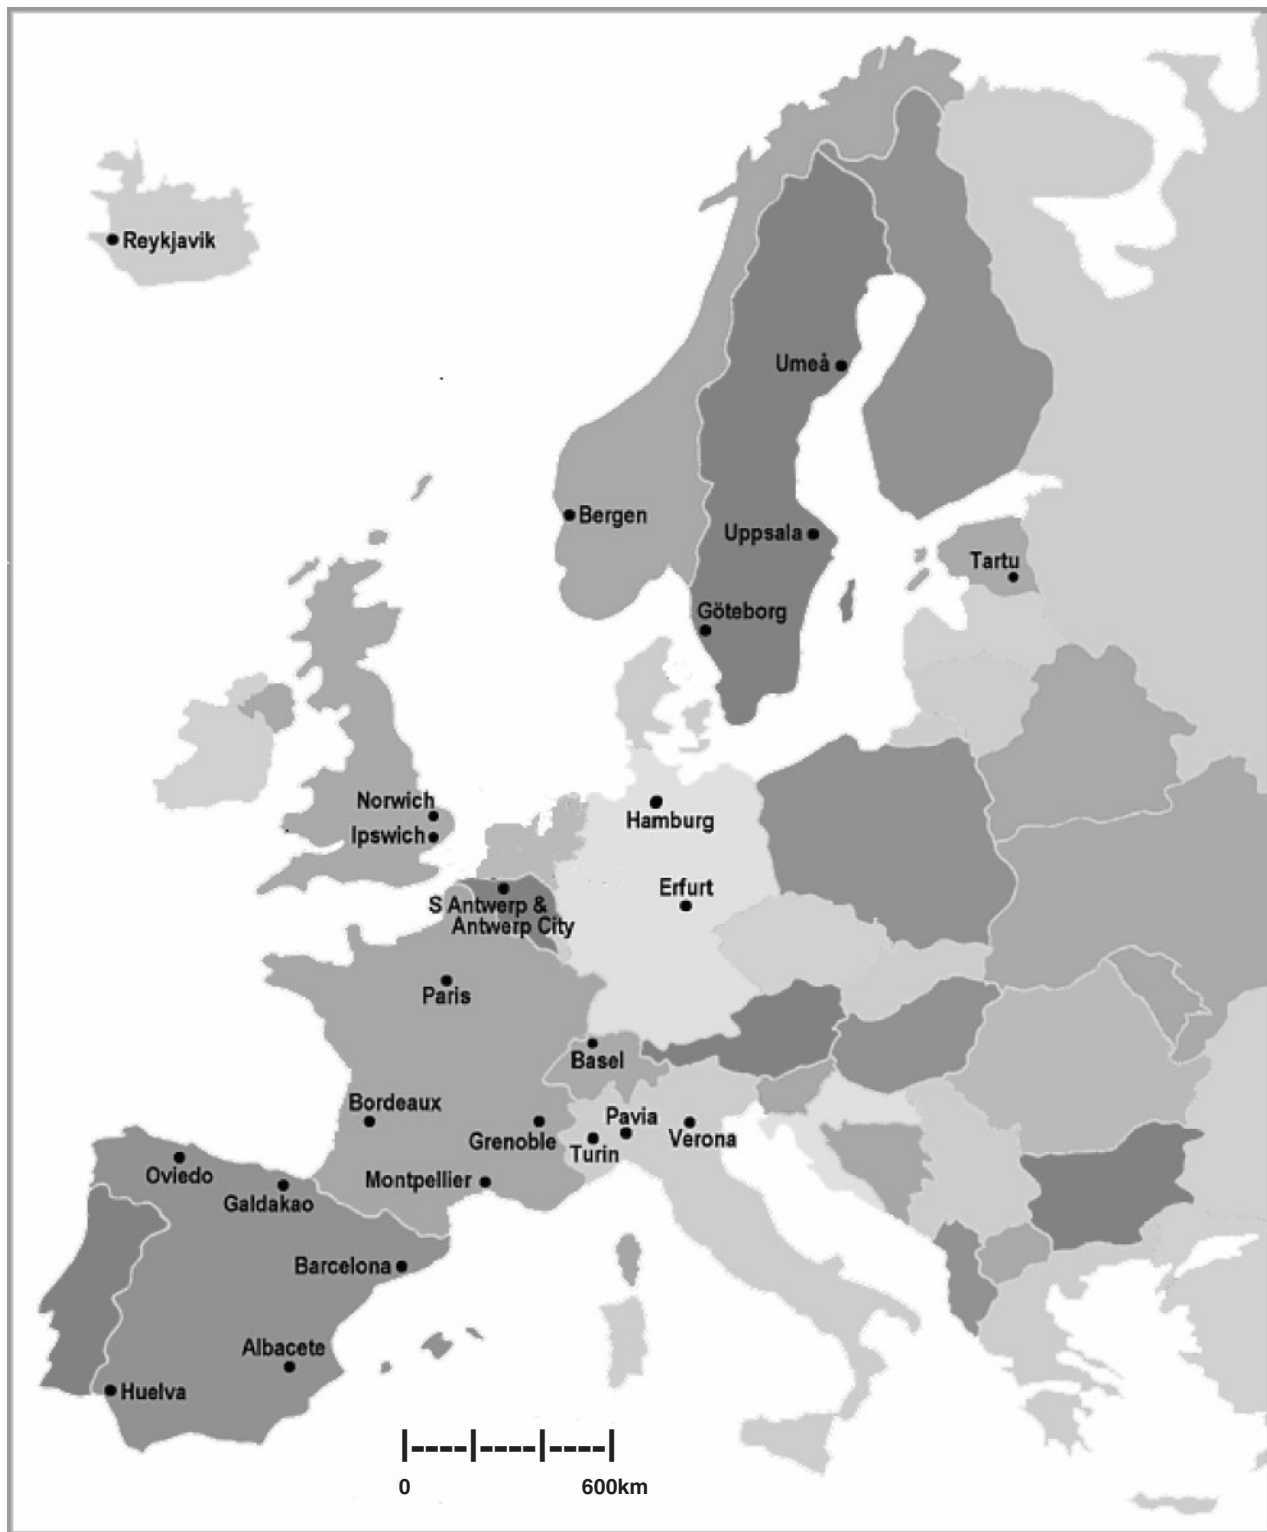 Reykjavik
Umeå
Bergen
Uppsala
Tartu
Göteborg
Norwich
Ipswich
Hamburg
Erfurt
S Antwerp &
Antwerp City
Paris
Basel
Bordeaux
Grenoble
Pavia
Turin
Verona
Oviedo
Galdakao
Montpellier
Barcelona
Albacete
Huelva
0 600km